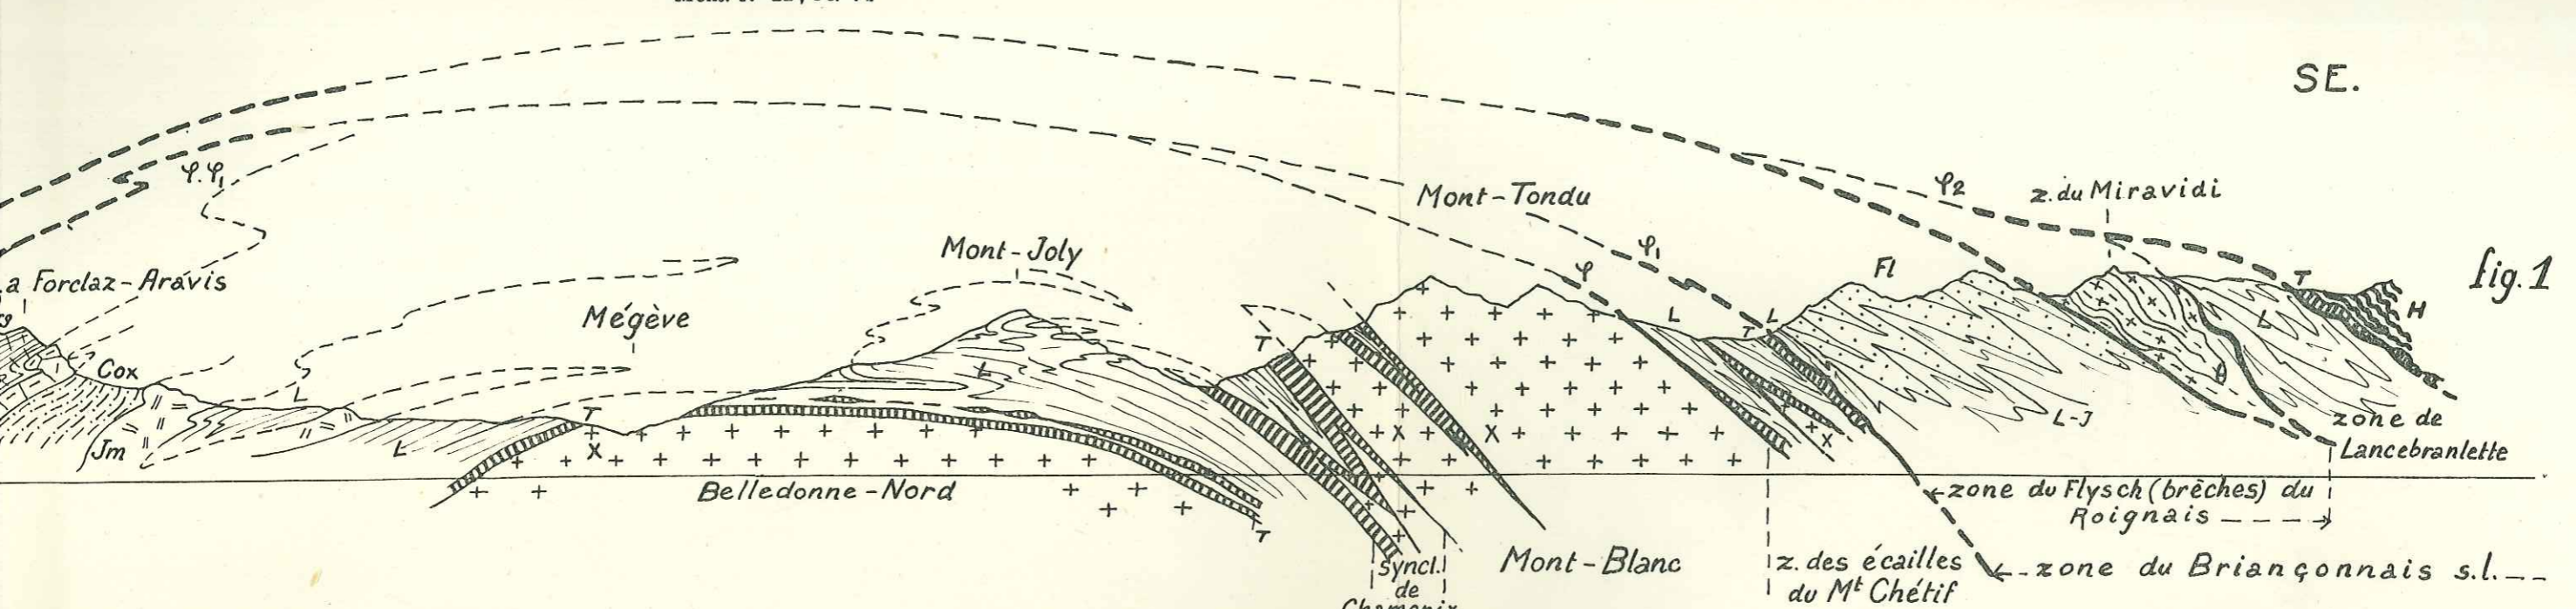 SE.
φ.φ₁
Mont-Tondu
φ2
z. du Miravidi
a Forclaz-Aravis
Mont-Joly
φ
φ₁
Fl
T
fig. 1
Mégève
T
L
T
L
L
H
Cox
L
T
L
θ
Jm
L
X
X
X
X
L-J
zone de
Lancebranlette
Belledonne-Nord
T
zone du Flysch (brèches) du
Roignais
Mont-Blanc
Syncl.
de
Chamonix
z. des écailles
du Mt Chétif
zone du Briançonnais s.l.